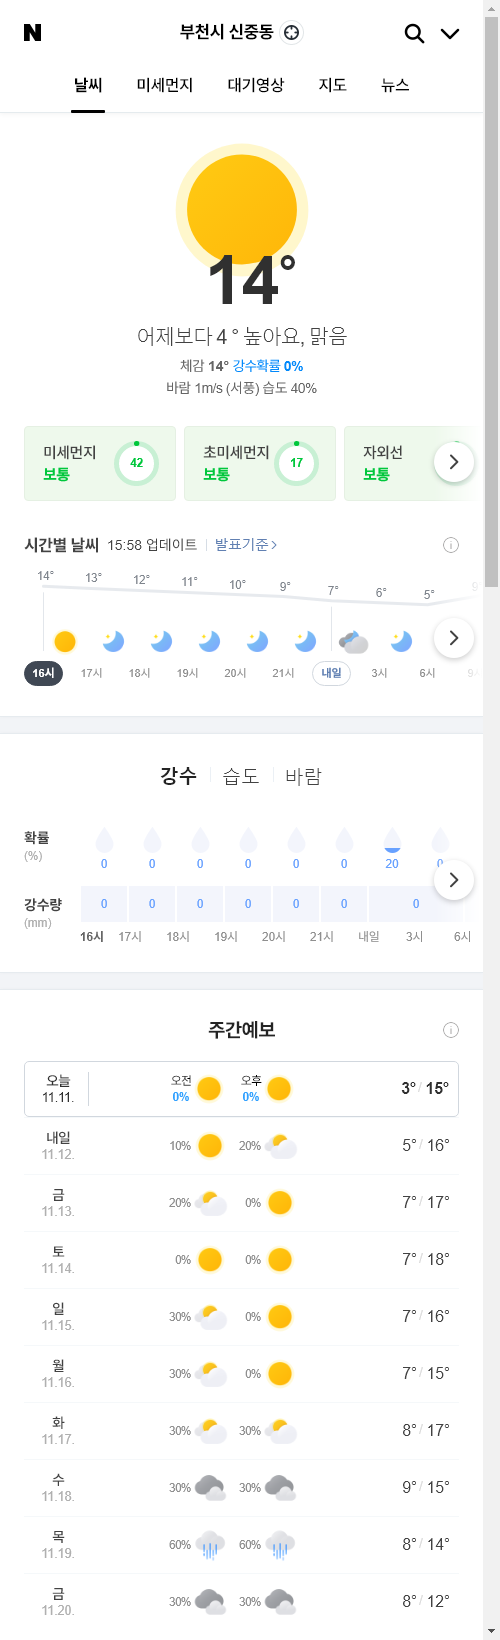 N
부천시 신중동
날씨 미세먼지 대기영상 지도 뉴스
14°
어제보다 4 ° 높아요, 맑음
체감 14° 강수확률 0%
바람 1m/s (서풍) 습도 40%
미세먼지 초미세먼지 자외선
보통 42 보통 17 보통
시간별 날씨 15:58 업데이트 발표기준 >
14° 13° 12° 11° 10° 9° 7° 6° 5° 9
16시 17시 18시 19시 20시 21시 내일 3시 6시 9
강수 습도 바람
확률
(%)
0 0 0 0 0 0 20 0
강수량
(mm)
0 0 0 0 0 0 0
16시 17시 18시 19시 20시 21시 내일 3시 6시
주간예보
오늘 오전 오후
11.11. 0% 0% 3° / 15°
내일
11.12. 10% 20% 5° / 16°
금
11.13. 20% 0% 7° / 17°
토
11.14. 0% 0% 7° / 18°
일
11.15. 30% 0% 7° / 16°
월
11.16. 30% 0% 7° / 15°
화
11.17. 30% 30% 8° / 17°
수
11.18. 30% 30% 9° / 15°
목
11.19. 60% 60% 8° / 14°
금
11.20. 30% 30% 8° / 12°